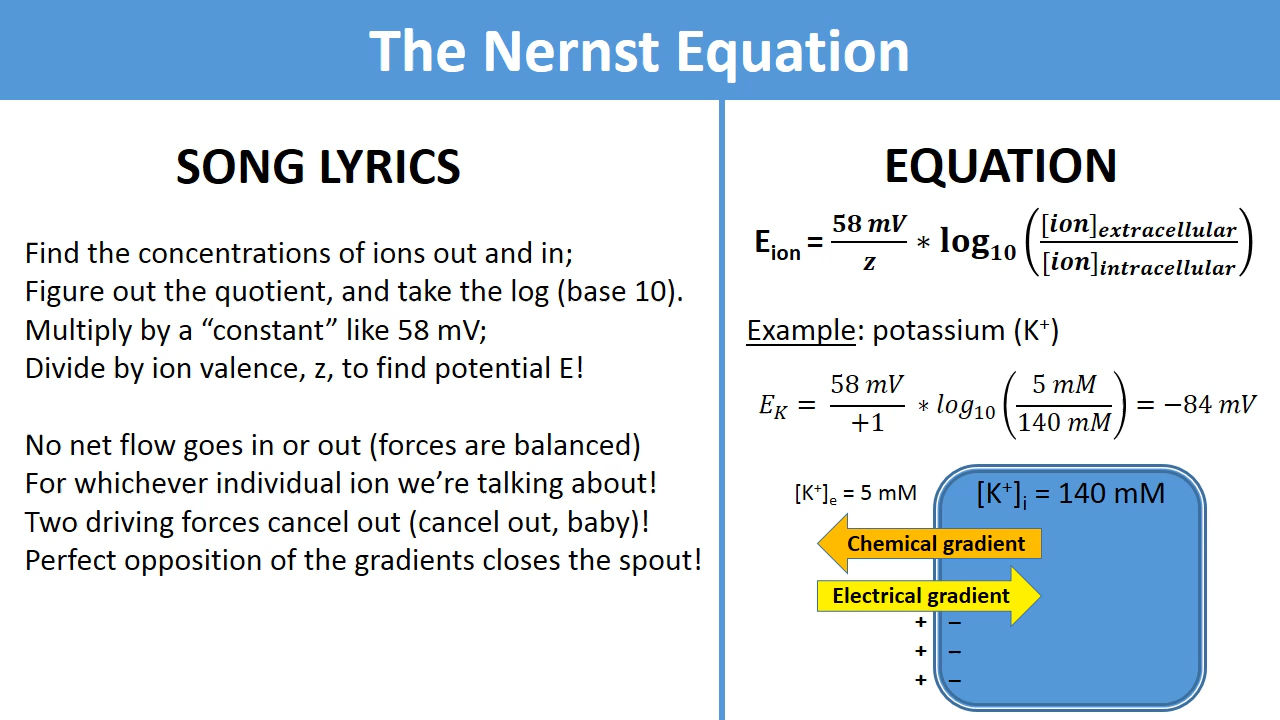 The Nernst Equation
SONG LYRICS
Find the concentrations of ions out and in;
Figure out the quotient, and take the log (base 10).
Multiply by a “constant” like 58 mV;
Divide by ion valence, z, to find potential E!
No net flow goes in or out (forces are balanced)
For whichever individual ion we’re talking about!
Two driving forces cancel out (cancel out, baby)!
Perfect opposition of the gradients closes the spout!
EQUATION
E_ion = 58 mV / z * log₁₀ ([ion]_extracellular / [ion]_intracellular)
Example: potassium (K⁺)
E_K = 58 mV / +1 * log₁₀ (5 mM / 140 mM) = −84 mV
[K⁺]ₑ = 5 mM
[K⁺]ᵢ = 140 mM
Chemical gradient
Electrical gradient
+ –
+ –
+ –